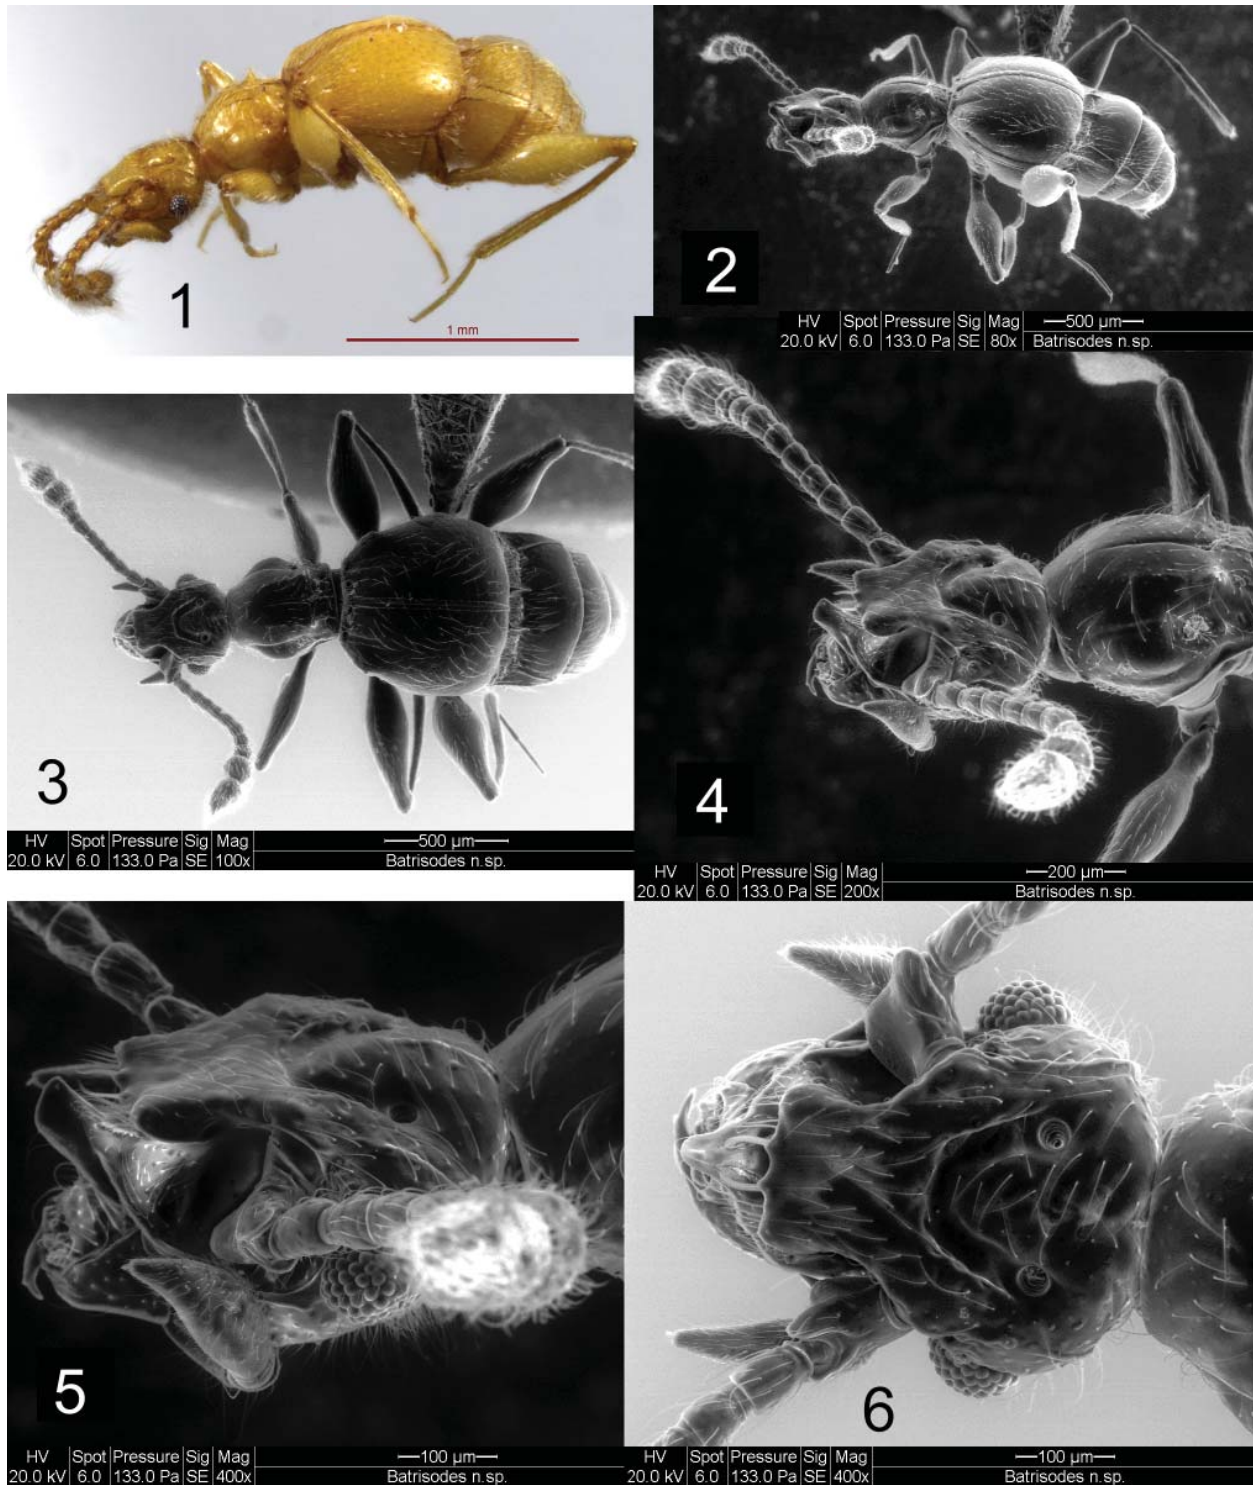 1
1 mm
2
HV Spot Pressure Sig Mag 500 µm
20.0 kV 6.0 133.0 Pa SE 80x Batrisodes n.sp.
3
HV Spot Pressure Sig Mag 500 µm
20.0 kV 6.0 133.0 Pa SE 100x Batrisodes n.sp.
4
HV Spot Pressure Sig Mag 200 µm
20.0 kV 6.0 133.0 Pa SE 200x Batrisodes n.sp.
5
HV Spot Pressure Sig Mag 100 µm
20.0 kV 6.0 133.0 Pa SE 400x Batrisodes n.sp.
6
HV Spot Pressure Sig Mag 100 µm
20.0 kV 6.0 133.0 Pa SE 400x Batrisodes n.sp.